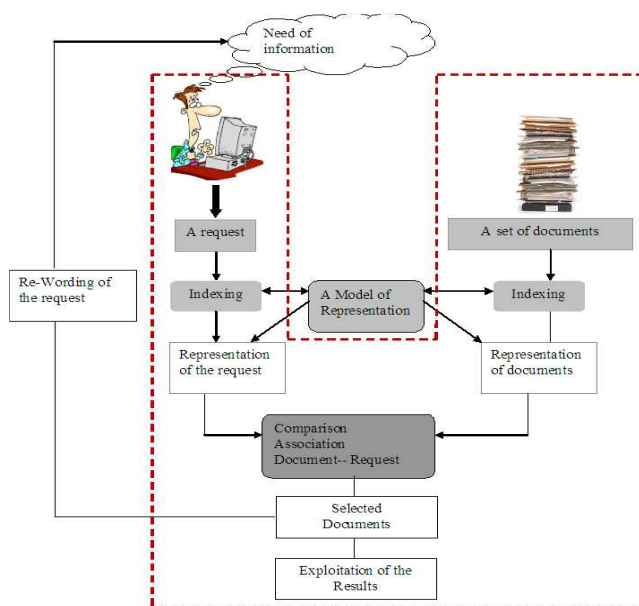 Need of
information
A request
A set of documents
Re-Wording of
the request
Indexing
A Model of
Representation
Indexing
Representation
of the request
Representation
of documents
Comparison
Association
Document-- Request
Selected
Documents
Exploitation of the
Results